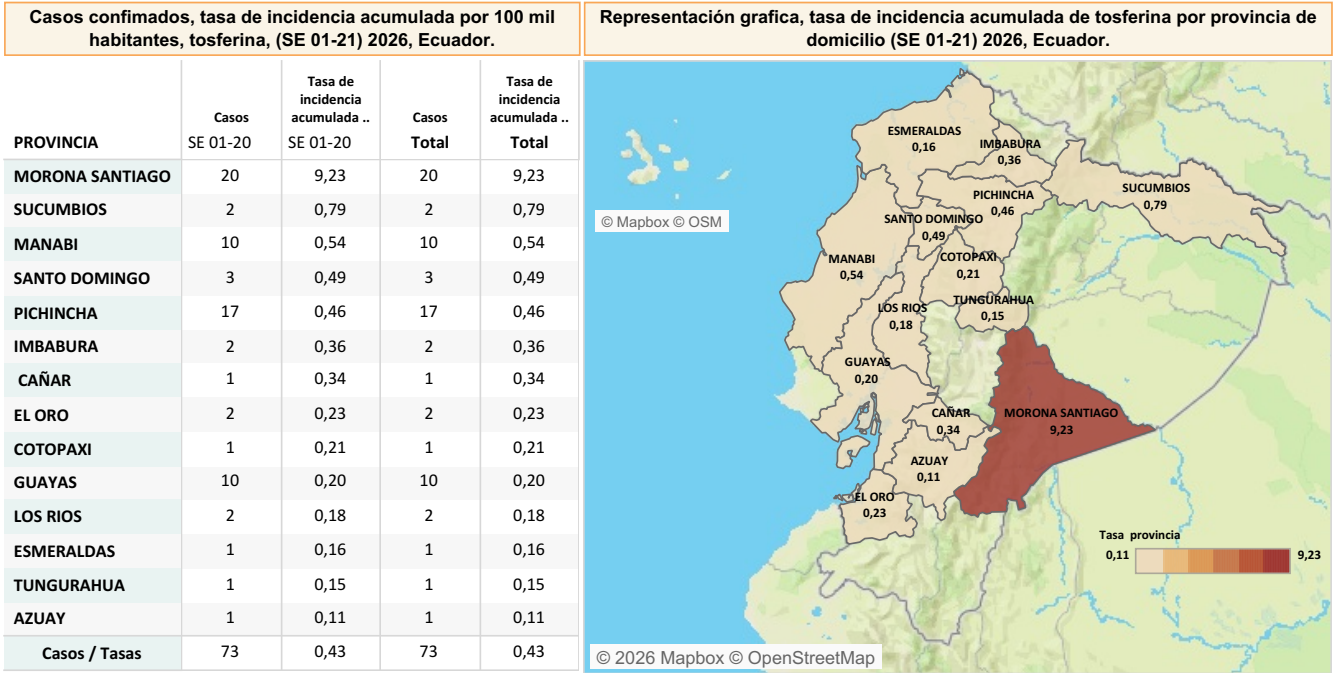 Casos confimados, tasa de incidencia acumulada por 100 mil
habitantes, tosferina, (SE 01-21) 2026, Ecuador.
Representación grafica, tasa de incidencia acumulada de tosferina por provincia de
domicilio (SE 01-21) 2026, Ecuador.
PROVINCIA
Casos
SE 01-20
Tasa de
incidencia
acumulada ..
SE 01-20
Casos
Total
Tasa de
incidencia
acumulada ..
Total
MORONA SANTIAGO 20 9,23 20 9,23
SUCUMBIOS 2 0,79 2 0,79
MANABI 10 0,54 10 0,54
SANTO DOMINGO 3 0,49 3 0,49
PICHINCHA 17 0,46 17 0,46
IMBABURA 2 0,36 2 0,36
CAÑAR 1 0,34 1 0,34
EL ORO 2 0,23 2 0,23
COTOPAXI 1 0,21 1 0,21
GUAYAS 10 0,20 10 0,20
LOS RIOS 2 0,18 2 0,18
ESMERALDAS 1 0,16 1 0,16
TUNGURAHUA 1 0,15 1 0,15
AZUAY 1 0,11 1 0,11
Casos / Tasas 73 0,43 73 0,43
ESMERALDAS
0,16
IMBABURA
0,36
SUCUMBIOS
0,79
PICHINCHA
0,46
© Mapbox © OSM
SANTO DOMINGO
0,49
MANABI
0,54
COTOPAXI
0,21
TUNGURAHUA
0,15
LOS RIOS
0,18
GUAYAS
0,20
CAÑAR
0,34
MORONA SANTIAGO
9,23
AZUAY
0,11
EL ORO
0,23
Tasa provincia
0,11 9,23
© 2026 Mapbox © OpenStreetMap